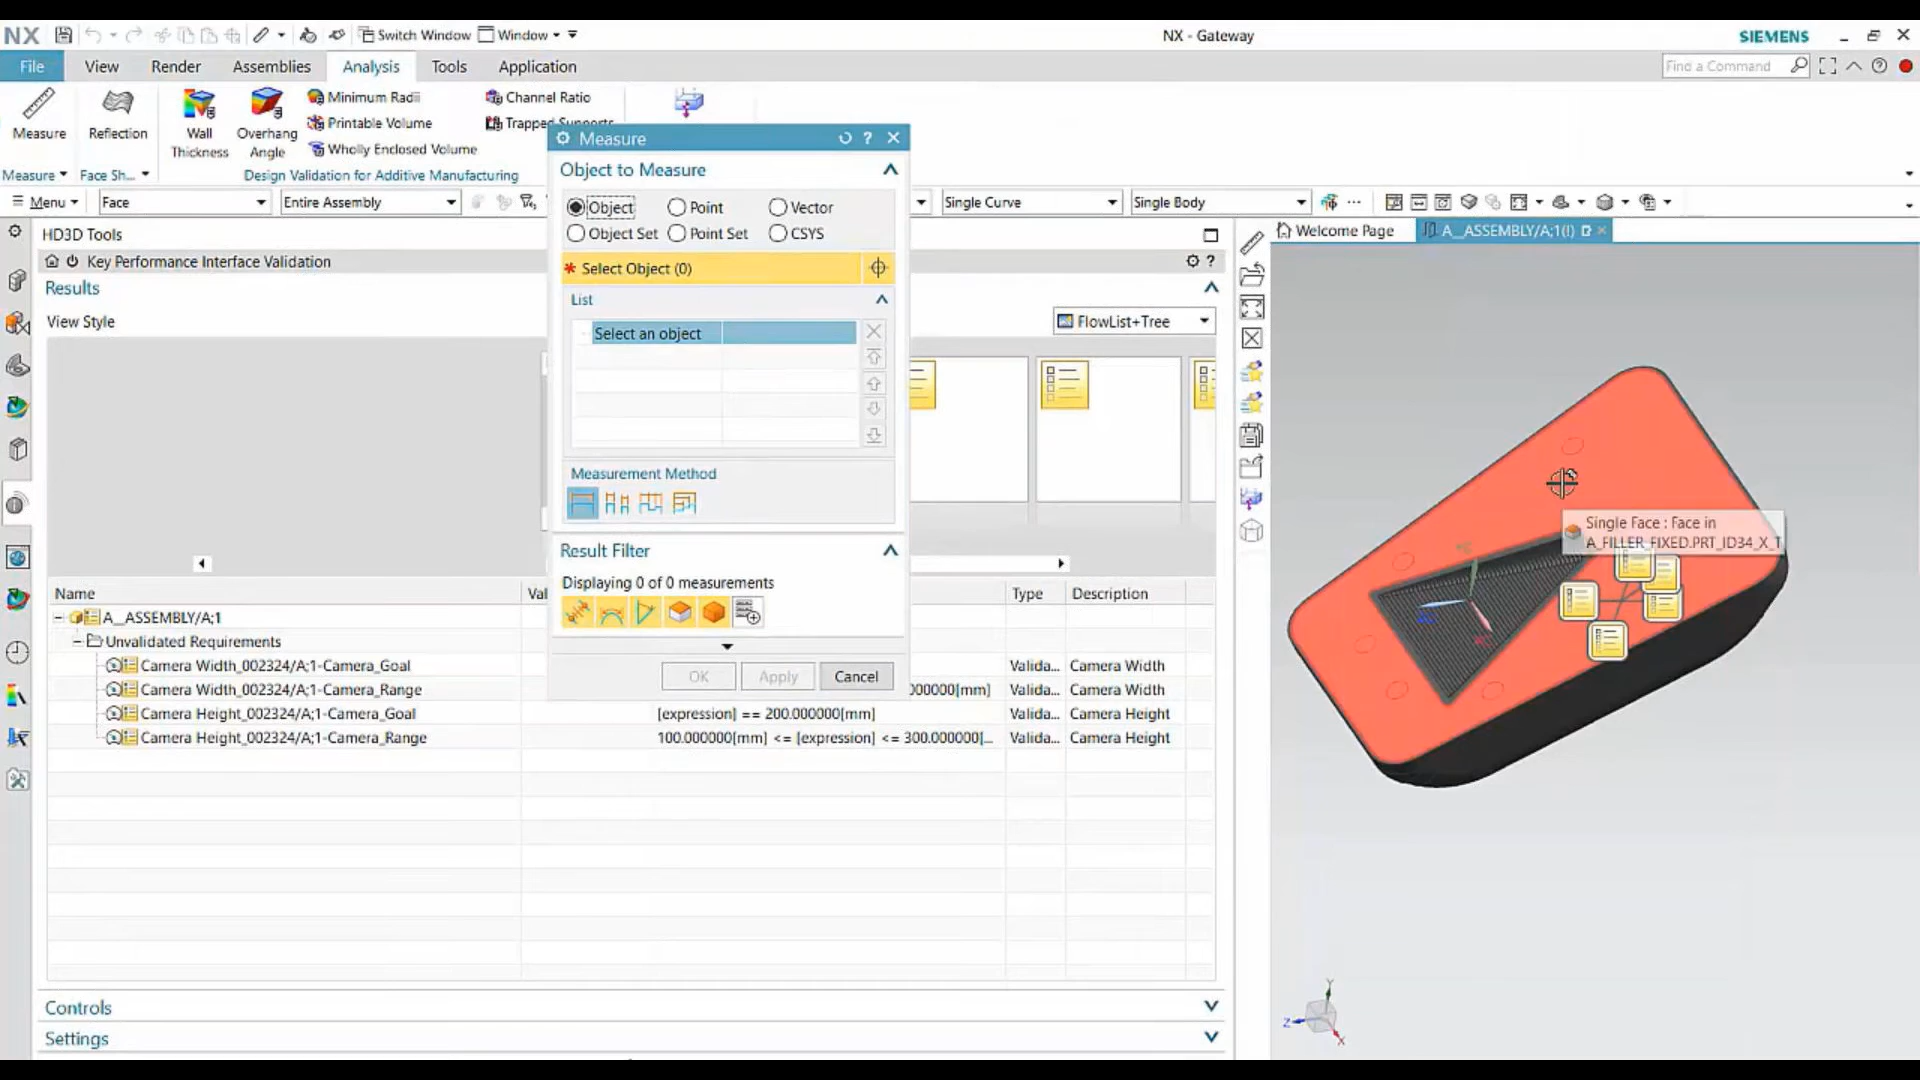 NX
Switch Window
Window
NX - Gateway
SIEMENS
File
View
Render
Assemblies
Analysis
Tools
Application
Find a Command
Measure
Reflection
Wall
Thickness
Overhang
Angle
Minimum Radii
Printable Volume
Wholly Enclosed Volume
Channel Ratio
Trapped Supports
Measure
Face Sh...
Design Validation for Additive Manufacturing
Menu
Face
Entire Assembly
Single Curve
Single Body
HD3D Tools
Key Performance Interface Validation
Results
View Style
FlowList+Tree
Measure
Object to Measure
Object
Point
Vector
Object Set
Point Set
CSYS
* Select Object (0)
List
Select an object
Measurement Method
Result Filter
Displaying 0 of 0 measurements
OK
Apply
Cancel
Welcome Page
A__ASSEMBLY/A;1(I)
Single Face : Face in
A_FILLER_FIXED.PRT_ID34_X_T
Name
Val
Type
Description
A__ASSEMBLY/A;1
Unvalidated Requirements
Camera Width_002324/A;1-Camera_Goal
Valida...
Camera Width
Camera Width_002324/A;1-Camera_Range
000000[mm]
Valida...
Camera Width
Camera Height_002324/A;1-Camera_Goal
[expression] == 200.000000[mm]
Valida...
Camera Height
Camera Height_002324/A;1-Camera_Range
100.000000[mm] <= [expression] <= 300.000000[...
Valida...
Camera Height
Controls
Settings
Y
Z
X